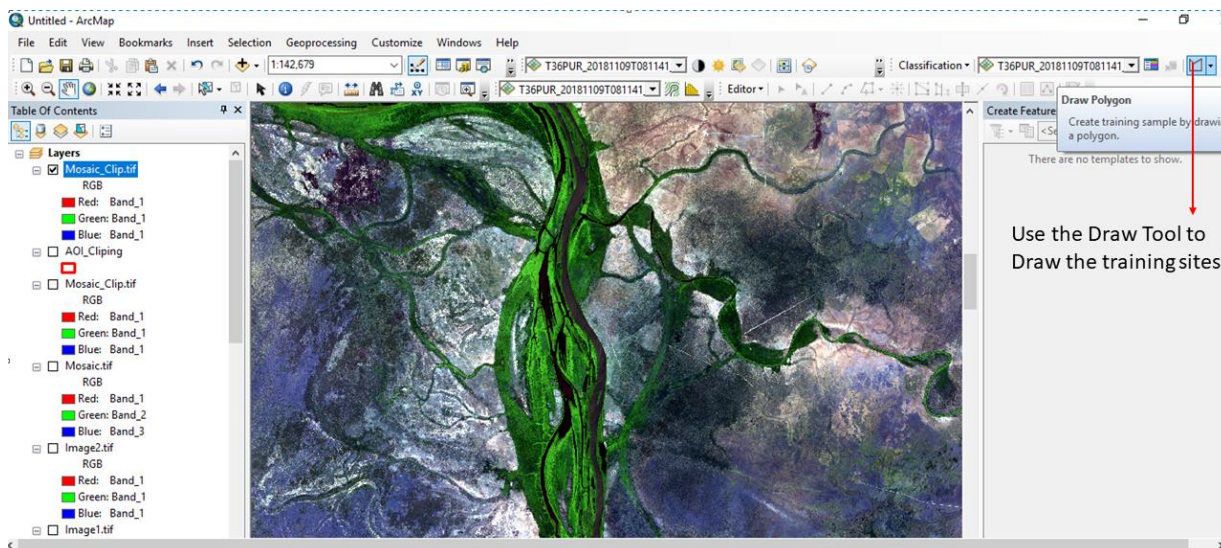 Untitled - ArcMap
File Edit View Bookmarks Insert Selection Geoprocessing Customize Windows Help
1:142,679 T36PUR_20181109T081141_ Classification T36PUR_20181109T081141_
T36PUR_20181109T081141_ Editor
Table Of Contents
Create Feature
Draw Polygon
Create training sample by drawi
a polygon.
There are no templates to show.
Layers
Mosaic_Clip.tif
RGB
Red: Band_1
Green: Band_1
Blue: Band_1
AOI_Cliping
Mosaic_Clip.tif
RGB
Red: Band_1
Green: Band_1
Blue: Band_1
Mosaic.tif
RGB
Red: Band_1
Green: Band_2
Blue: Band_3
Image2.tif
RGB
Red: Band_1
Green: Band_1
Blue: Band_1
Image1.tif
Use the Draw Tool to
Draw the training sites